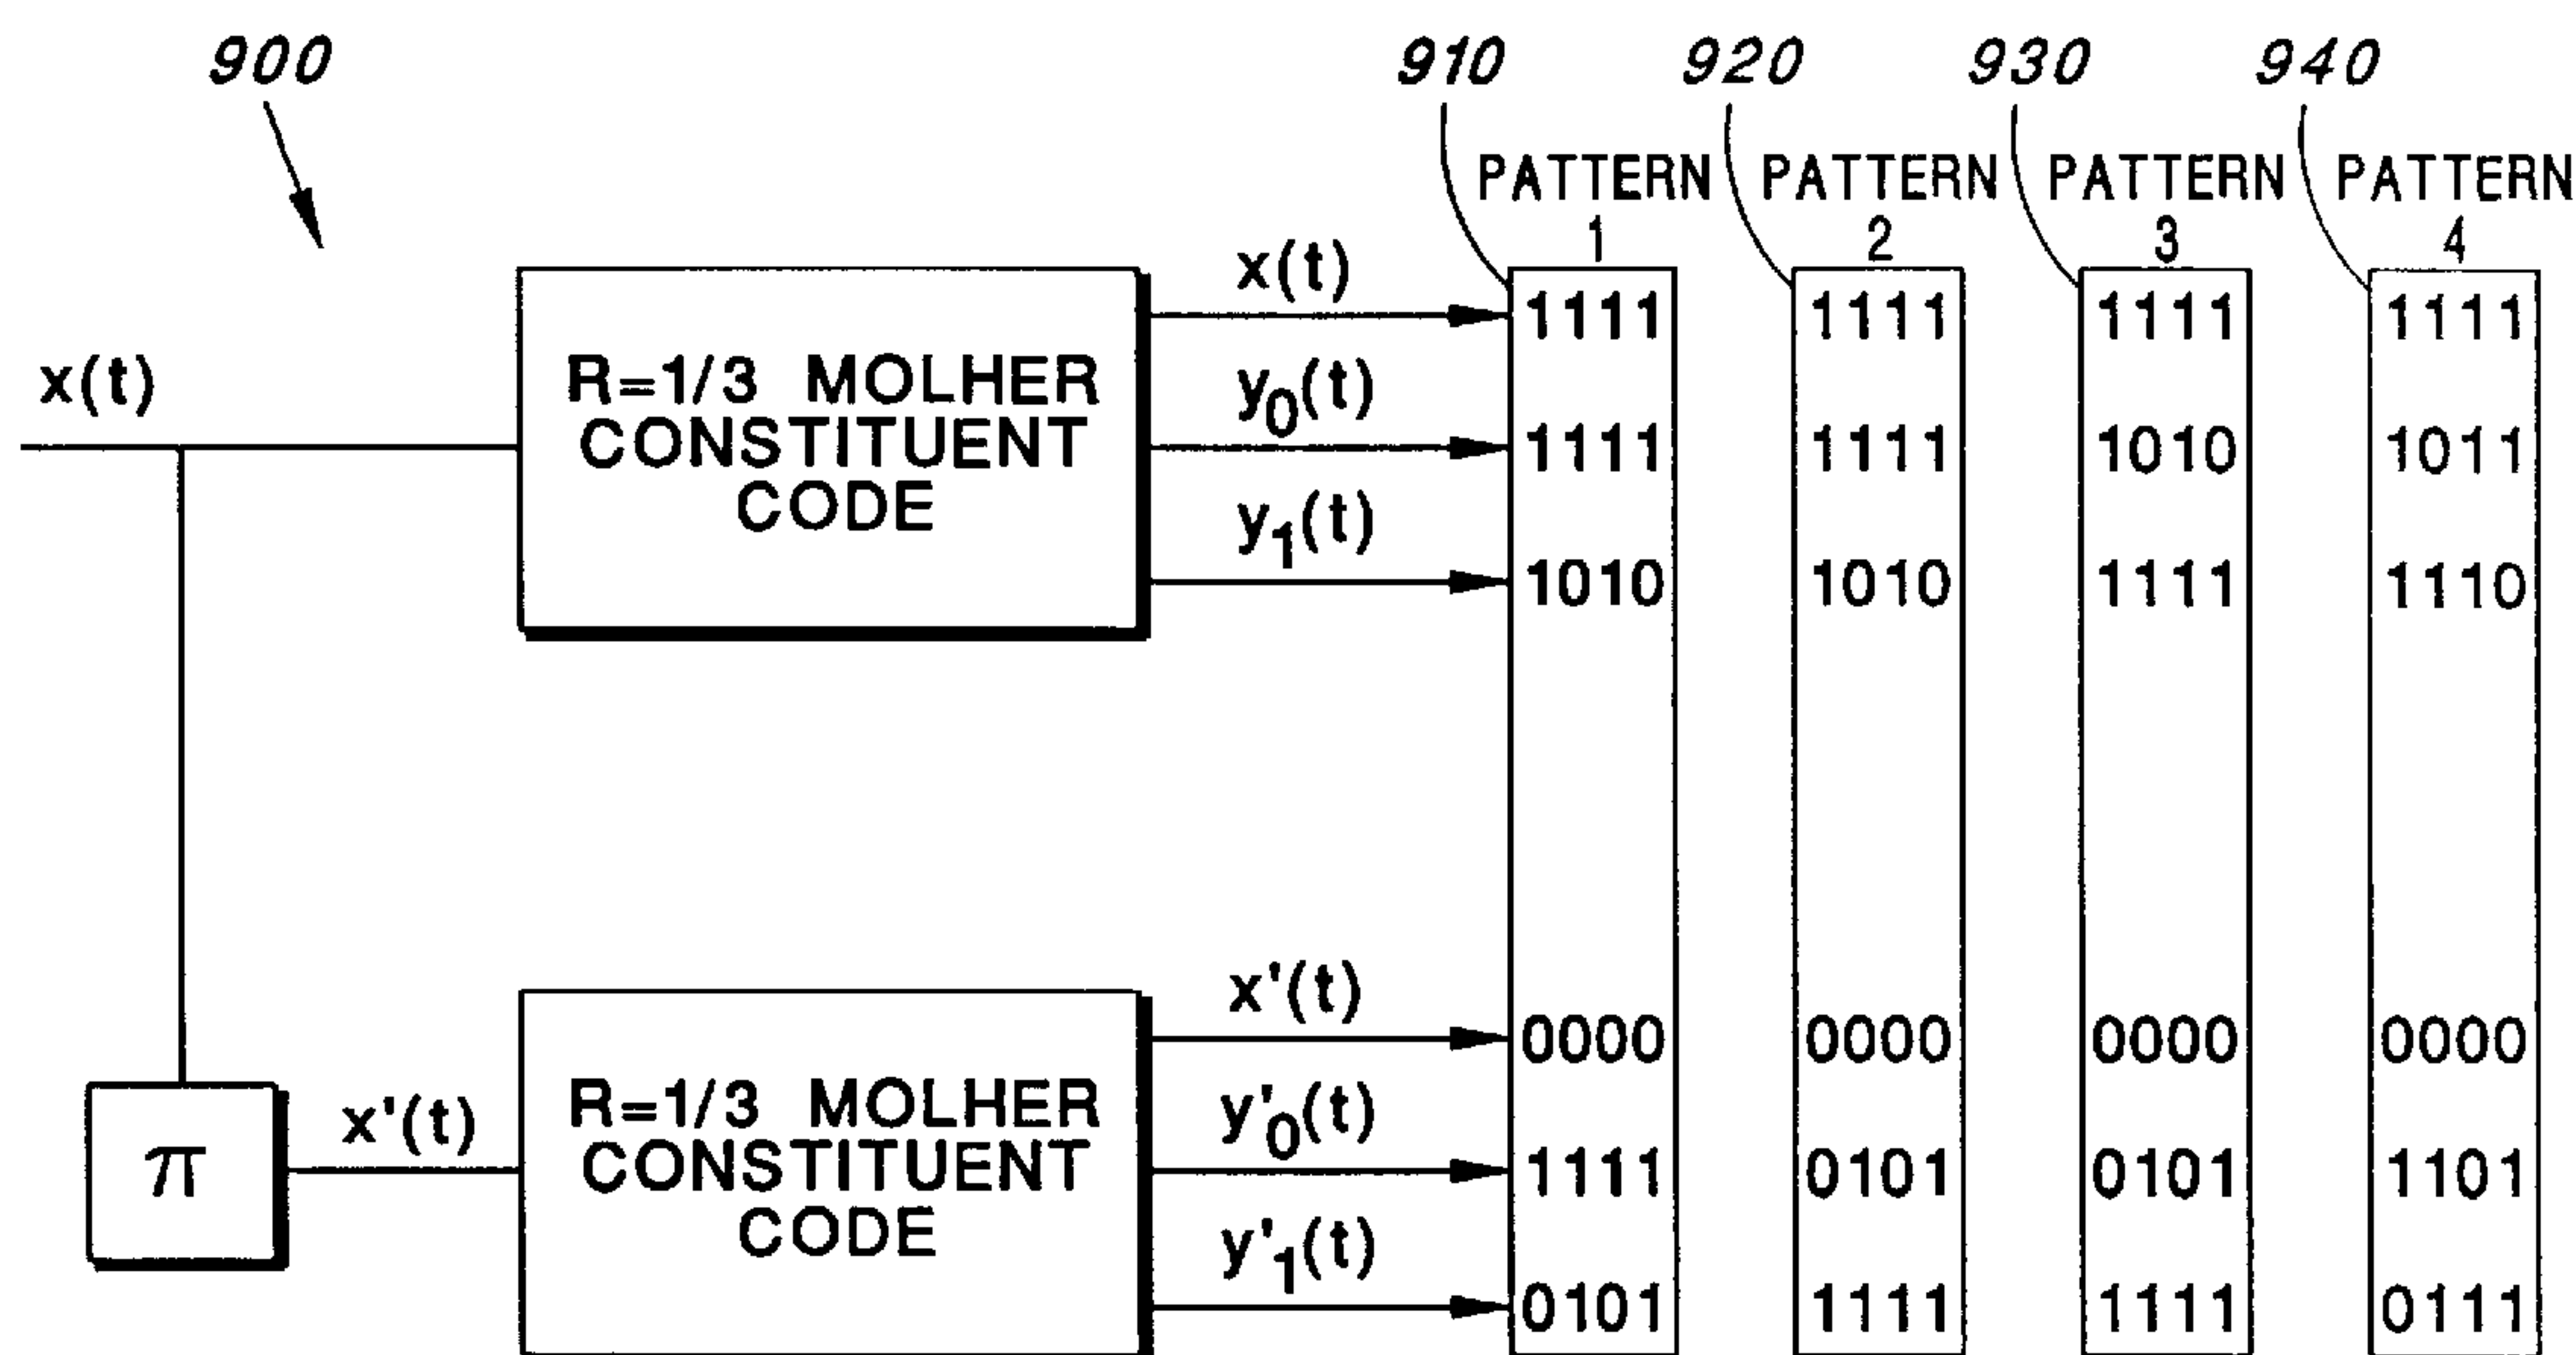 900
910 920 930 940
PATTERN 1 PATTERN 2 PATTERN 3 PATTERN 4
x(t)
R=1/3 MOLHER
CONSTITUENT
CODE
x(t) 1111 1111 1111 1111
y0(t) 1111 1111 1010 1011
y1(t) 1010 1010 1111 1110
π
x'(t)
R=1/3 MOLHER
CONSTITUENT
CODE
x'(t) 0000 0000 0000 0000
y'0(t) 1111 0101 0101 1101
y'1(t) 0101 1111 1111 0111